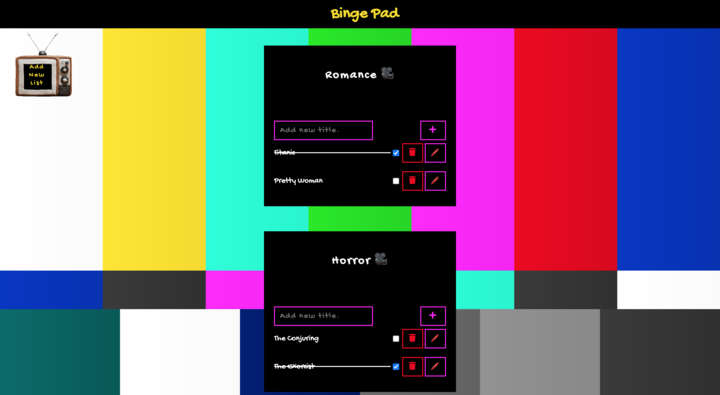 Binge Pad
Add
New
List
Romance
Add new title.
+
Titanic
Pretty Woman
Horror
Add new title.
+
The Conjuring
The Exorcist